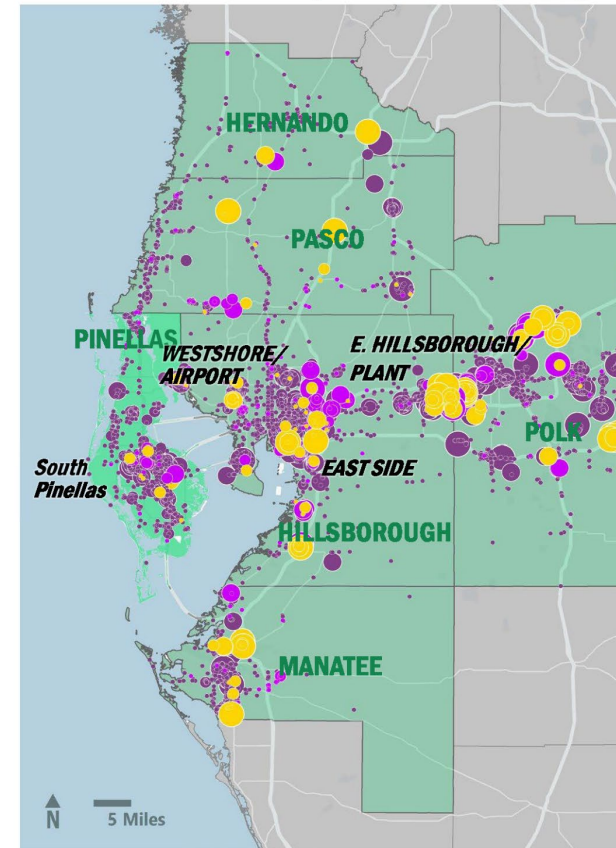 HERNANDO
PASCO
PINELLAS
WESTSHORE/
AIRPORT
E. HILLSBOROUGH/
PLANT
POLK
South
Pinellas
EAST SIDE
HILLSBOROUGH
MANATEE
N
5 Miles